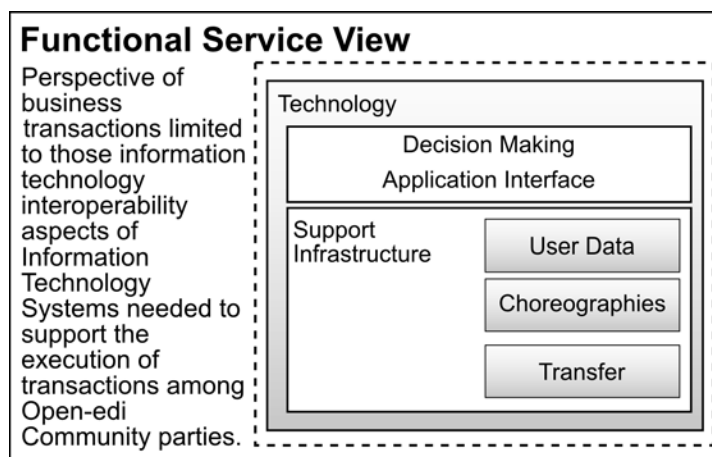 Functional Service View
Perspective of
business
transactions limited
to those information
technology
interoperability
aspects of
Information
Technology
Systems needed to
support the
execution of
transactions among
Open-edi
Community parties.
Technology
Decision Making
Application Interface
Support
Infrastructure
User Data
Choreographies
Transfer